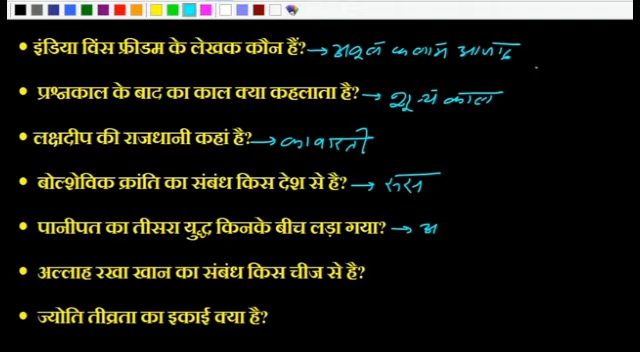 • इंडिया विंस फ्रीडम के लेखक कौन हैं? → अबुल कलाम आजाद
• प्रश्नकाल के बाद का काल क्या कहलाता है? → शून्य काल
• लक्षदीप की राजधानी कहां है? → कावारती
• बोल्शेविक क्रांति का संबंध किस देश से है? → रूस
• पानीपत का तीसरा युद्ध किनके बीच लड़ा गया? → अ
• अल्लाह रखा खान का संबंध किस चीज से है?
• ज्योति तीव्रता का इकाई क्या है?